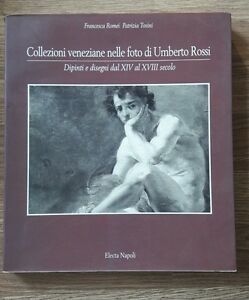 Francesca Romei Patrizia Tosini
Collezioni veneziane nelle foto di Umberto Rossi
Dipinti e disegni dal XIV al XVIII secolo
Electa Napoli